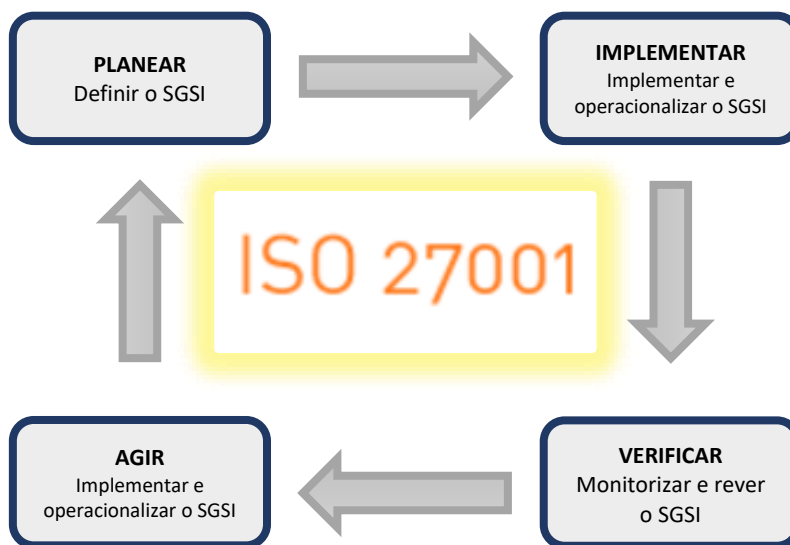 PLANEAR
Definir o SGSI
IMPLEMENTAR
Implementar e
operacionalizar o SGSI
ISO 27001
AGIR
Implementar e
operacionalizar o SGSI
VERIFICAR
Monitorizar e rever
o SGSI